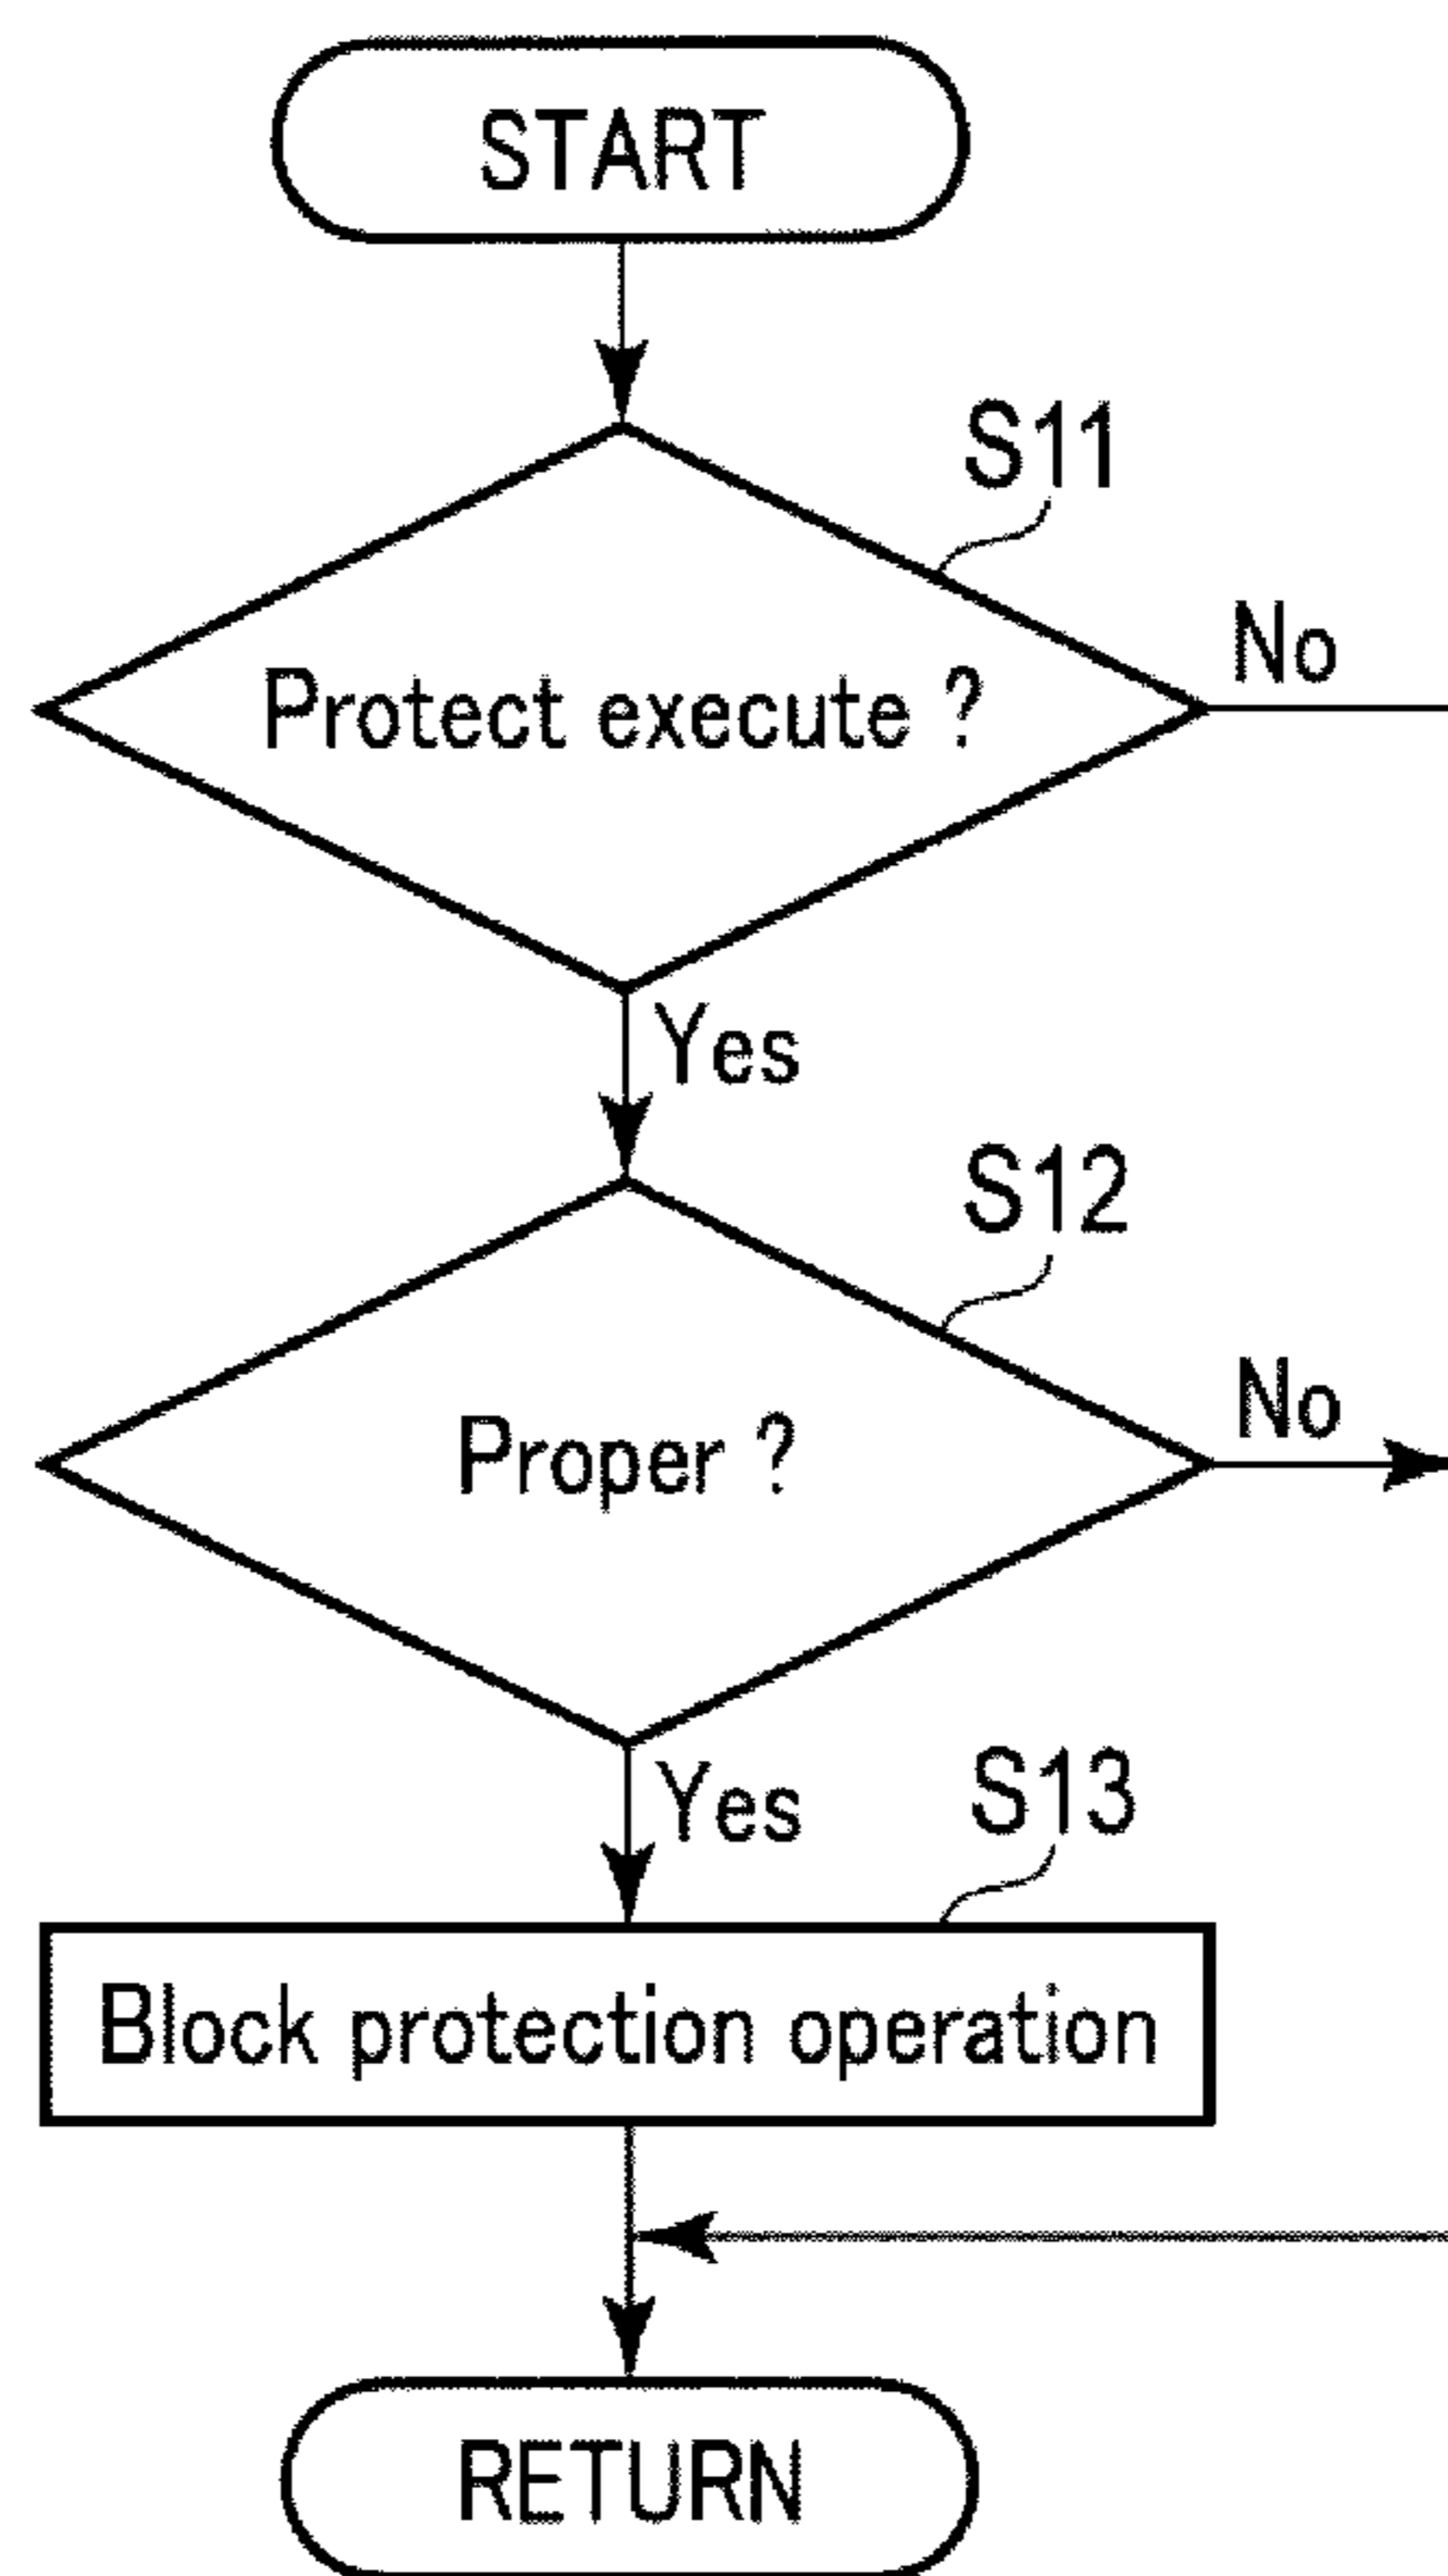 START
S11
Protect execute ?
No
Yes
S12
Proper ?
No
Yes
S13
Block protection operation
RETURN